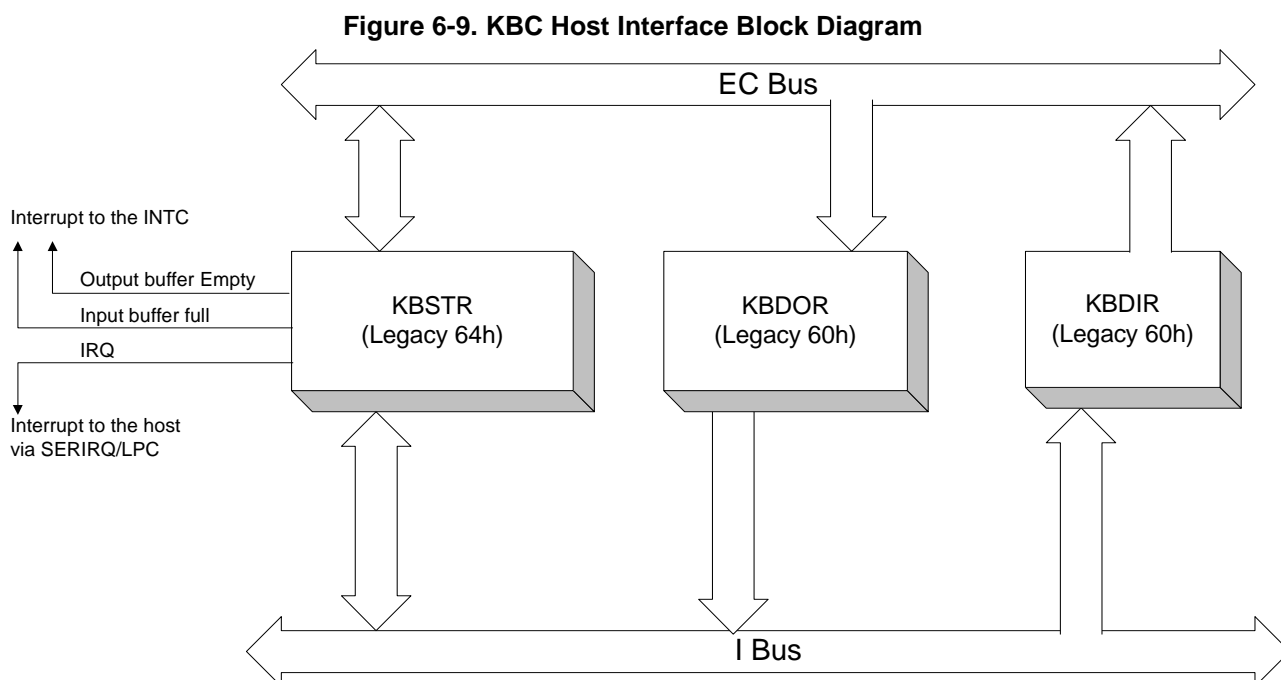 Figure 6-9. KBC Host Interface Block Diagram
EC Bus
Interrupt to the INTC
Output buffer Empty
Input buffer full
IRQ
Interrupt to the host
via SERIRQ/LPC
KBSTR
(Legacy 64h)
KBDOR
(Legacy 60h)
KBDIR
(Legacy 60h)
I Bus